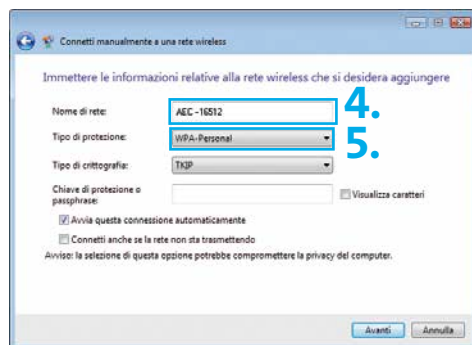 Connetti manualmente a una rete wireless
Immettere le informazioni relative alla rete wireless che si desidera aggiungere
Nome di rete: AEC -16512 4.
Tipo di protezione: WPA-Personal 5.
Tipo di crittografia: TKIP
Chiave di protezione o passphrase: Visualizza caratteri
Avvia questa connessione automaticamente
Connetti anche se la rete non sta trasmettendo
Avviso: la selezione di questa opzione potrebbe compromettere la privacy del computer.
Avanti Annulla